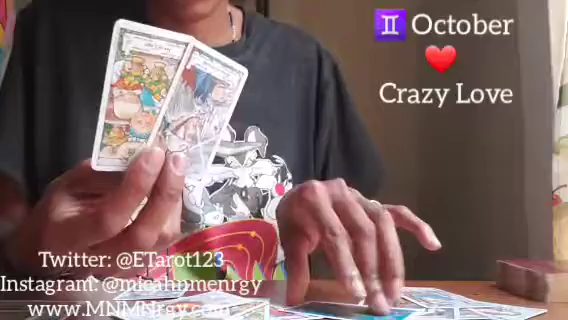 ♊ October
❤️
Crazy Love
Twitter: @ETarot123
Instagram: @micahnmenrgy
www.MNMNrgy.com